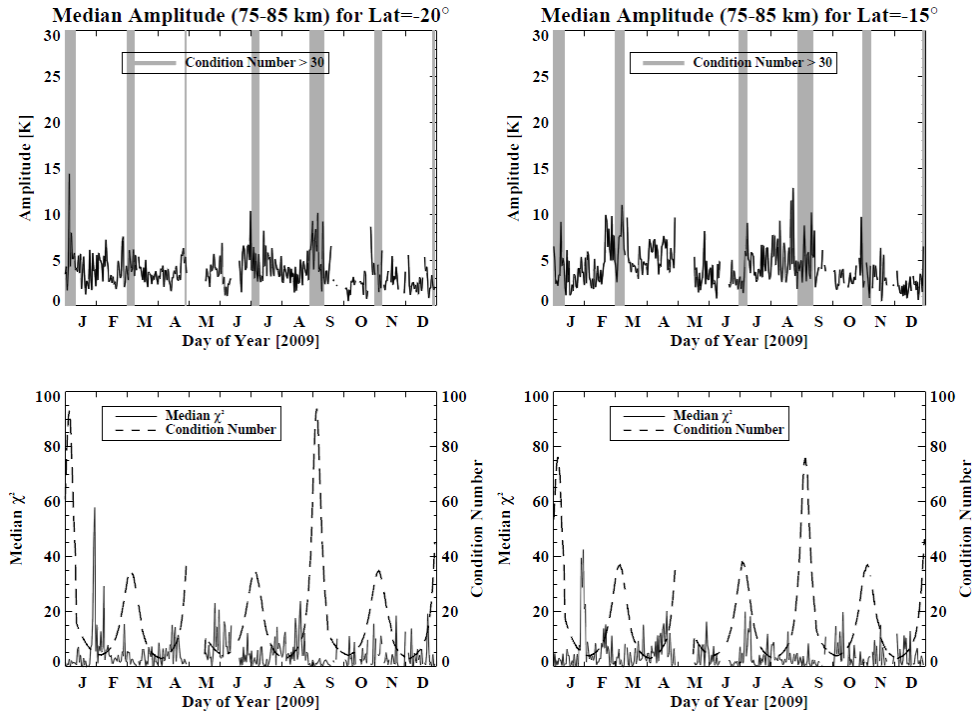 Median Amplitude (75-85 km) for Lat=-20°
30
25
20
15
10
5
0
Amplitude [K]
Condition Number > 30
J F M A M J J A S O N D
Day of Year [2009]
Median Amplitude (75-85 km) for Lat=-15°
30
25
20
15
10
5
0
Amplitude [K]
Condition Number > 30
J F M A M J J A S O N D
Day of Year [2009]
100
80
60
40
20
0
Median χ²
Median χ²
Condition Number
100
80
60
40
20
0
Condition Number
J F M A M J J A S O N D
Day of Year [2009]
100
80
60
40
20
0
Median χ²
Median χ²
Condition Number
100
80
60
40
20
0
Condition Number
J F M A M J J A S O N D
Day of Year [2009]